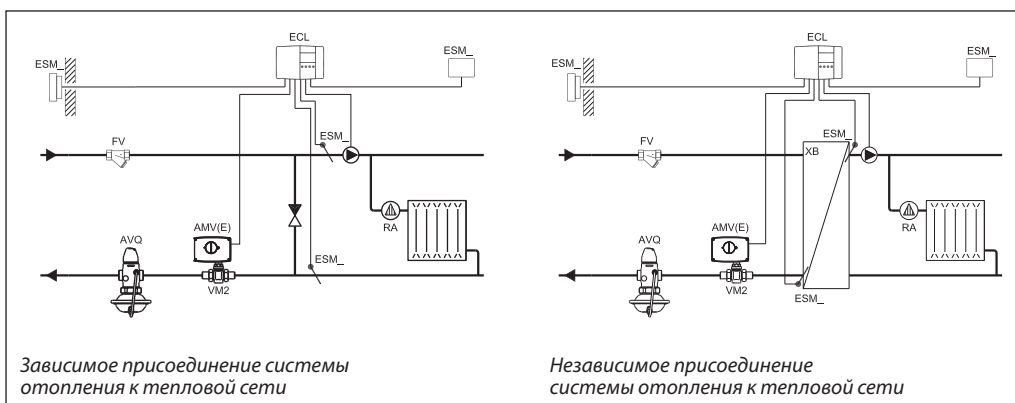 ECL
ESM_
ESM_
FV
ESM_
AMV(E)
RA
AVQ
ESM_
VM2
Зависимое присоединение системы
отопления к тепловой сети
ECL
ESM_
ESM_
FV
ESM_
XB
AMV(E)
RA
AVQ
VM2
ESM_
Независимое присоединение
системы отопления к тепловой сети